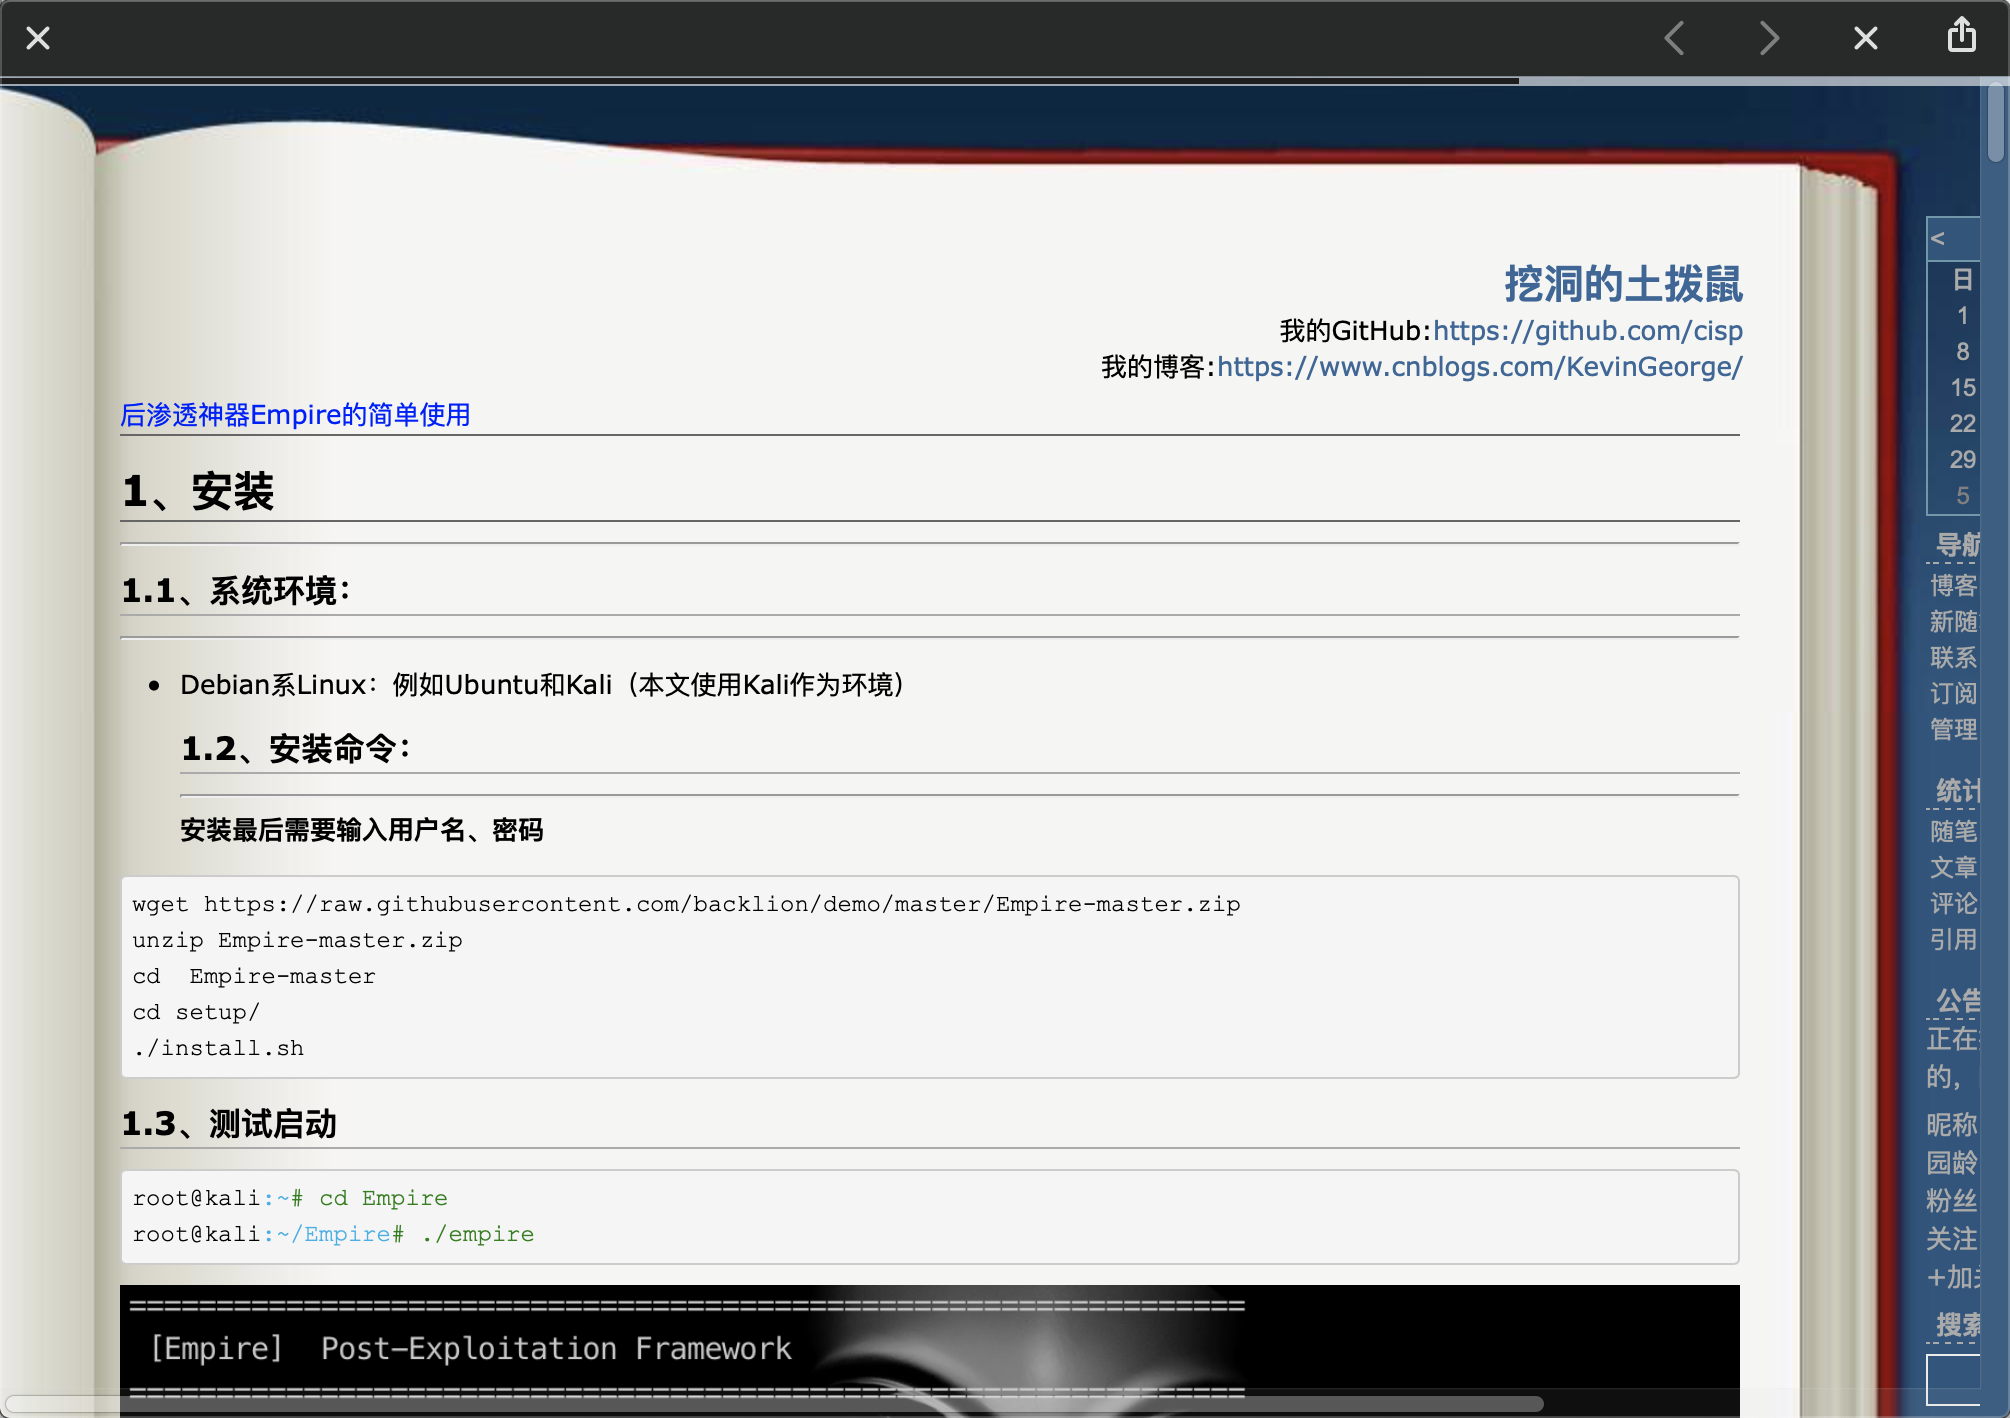 挖洞的土拨鼠
我的GitHub:https://github.com/cisp
我的博客:https://www.cnblogs.com/KevinGeorge/
后渗透神器Empire的简单使用
1、安装
1.1、系统环境：
Debian系Linux：例如Ubuntu和Kali（本文使用Kali作为环境）
1.2、安装命令：
安装最后需要输入用户名、密码
wget https://raw.githubusercontent.com/backlion/demo/master/Empire-master.zip
unzip Empire-master.zip
cd  Empire-master
cd setup/
./install.sh
1.3、测试启动
root@kali:~# cd Empire
root@kali:~/Empire# ./empire
[Empire]  Post-Exploitation Framework
<
日
1
8
15
22
29
5
导航
博客
新随
联系
订阅
管理
统计
随笔
文章
评论
引用
公告
正在
的，
昵称
园龄
粉丝
关注
+加
搜索